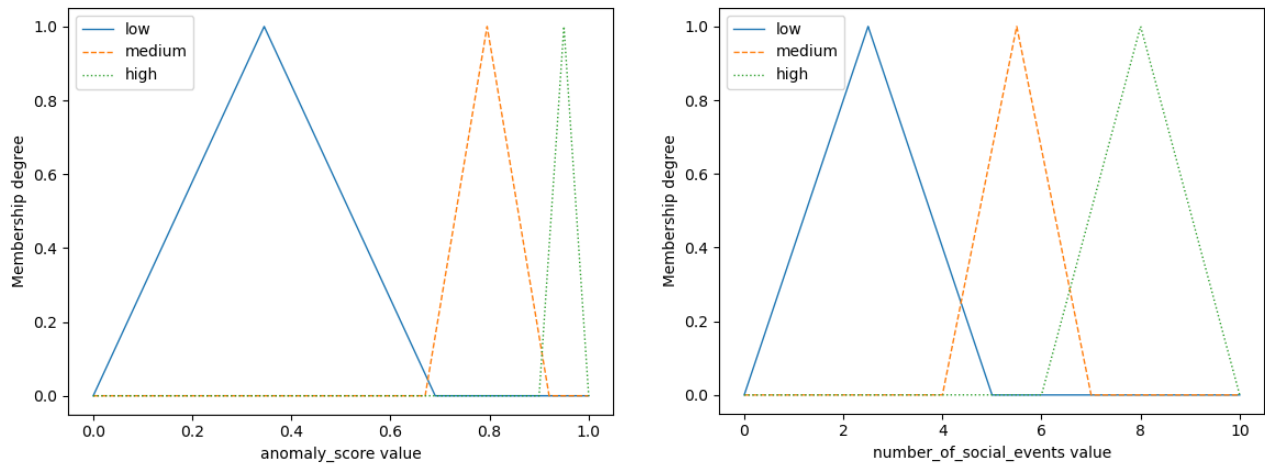 1.0
0.8
0.6
0.4
0.2
0.0
Membership degree
low
medium
high
0.0 0.2 0.4 0.6 0.8 1.0
anomaly_score value
1.0
0.8
0.6
0.4
0.2
0.0
Membership degree
low
medium
high
0 2 4 6 8 10
number_of_social_events value